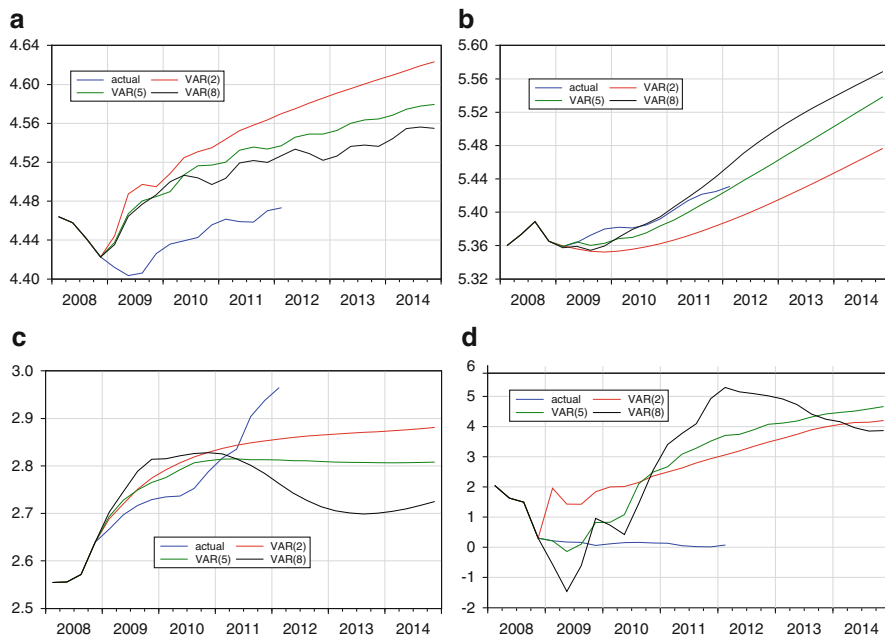 a
4.64
4.60
4.56
4.52
4.48
4.44
4.40
actual VAR(2)
VAR(5) VAR(8)
2008 2009 2010 2011 2012 2013 2014
b
5.60
5.56
5.52
5.48
5.44
5.40
5.36
5.32
actual VAR(2)
VAR(5) VAR(8)
2008 2009 2010 2011 2012 2013 2014
c
3.0
2.9
2.8
2.7
2.6
2.5
actual VAR(2)
VAR(5) VAR(8)
2008 2009 2010 2011 2012 2013 2014
d
6
5
4
3
2
1
0
-1
-2
actual VAR(2)
VAR(5) VAR(8)
2008 2009 2010 2011 2012 2013 2014